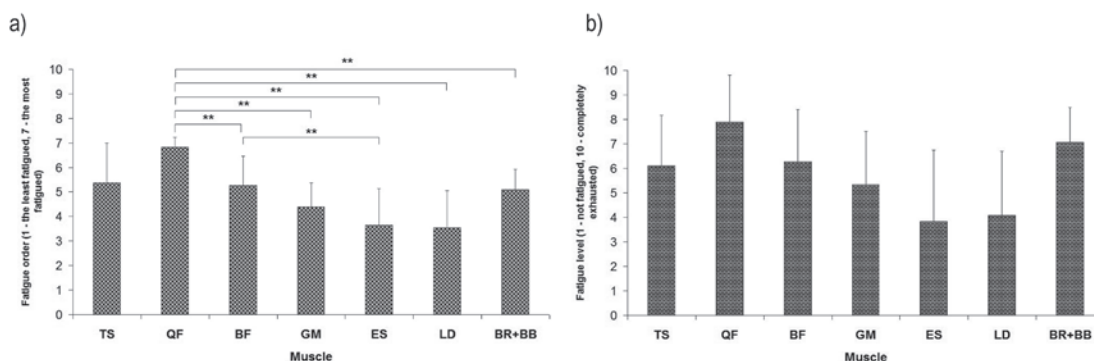 a)
Fatigue order (1 - the least fatigued, 7 - the most
fatigued)
10
9
8
7
6
5
4
3
2
1
0
**
**
**
**
**
**
TS QF BF GM ES LD BR+BB
Muscle
b)
Fatigue level (1 - not fatigued, 10 - completely
exhausted)
10
9
8
7
6
5
4
3
2
1
0
TS QF BF GM ES LD BR+BB
Muscle